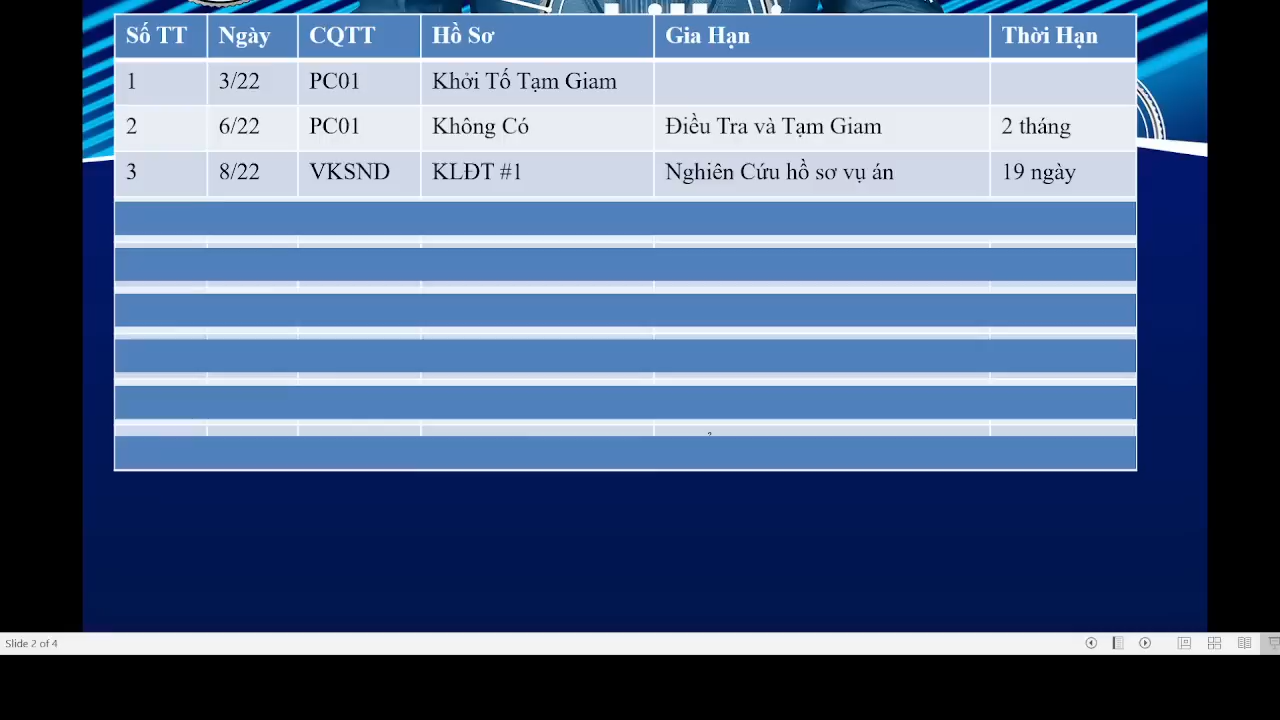 Số TT Ngày CQTT Hồ Sơ Gia Hạn Thời Hạn
1 3/22 PC01 Khởi Tố Tạm Giam
2 6/22 PC01 Không Có Điều Tra và Tạm Giam 2 tháng
3 8/22 VKSND KLĐT #1 Nghiên Cứu hồ sơ vụ án 19 ngày
Slide 2 of 4